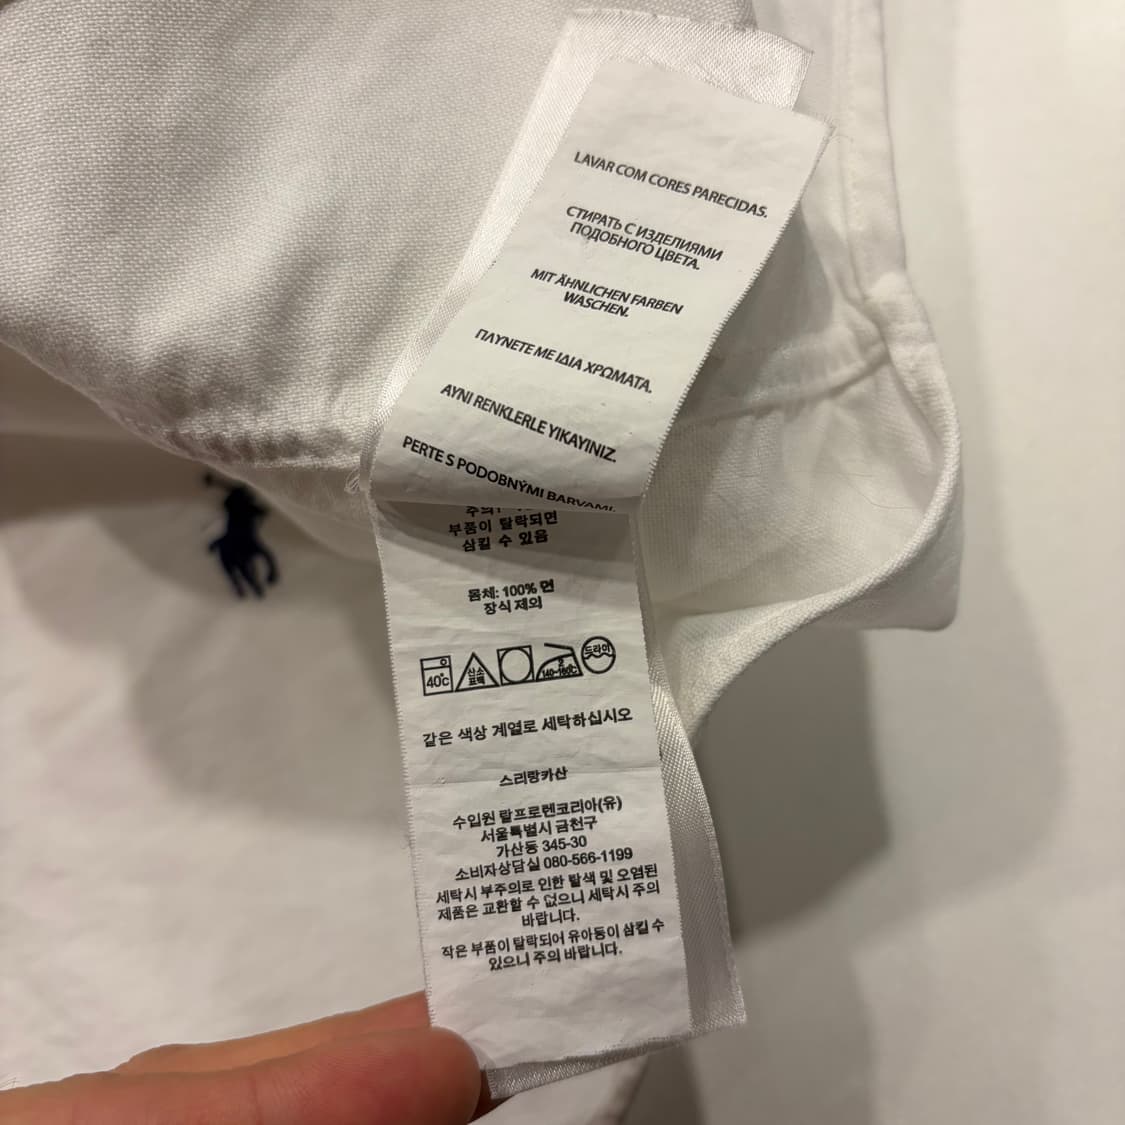 LAVAR COM CORES PARECIDAS.
СТИРАТЬ С ИЗДЕЛИЯМИ
ПОДОБНОГО ЦВЕТА.
MIT ÄHNLICHEN FARBEN
WASCHEN.
ΠΛΥΝΕΤΕ ΜΕ ΙΔΙΑ ΧΡΩΜΑΤΑ.
AYNI RENKLERLE YIKAYINIZ.
PERTE S PODOBNÝMI BARVAMI.
부품이 탈락되면
삼킬 수 있음
몸체: 100% 면
장식 제외
40℃ 산소 표백 2 140~160℃ 드라이
같은 색상 계열로 세탁하십시오
스리랑카산
수입원 랄프로렌코리아(유)
서울특별시 금천구
가산동 345-30
소비자상담실 080-566-1199
세탁시 부주의로 인한 탈색 및 오염된
제품은 교환할 수 없으니 세탁시 주의
바랍니다.
작은 부품이 탈락되어 유아동이 삼킬 수
있으니 주의 바랍니다.